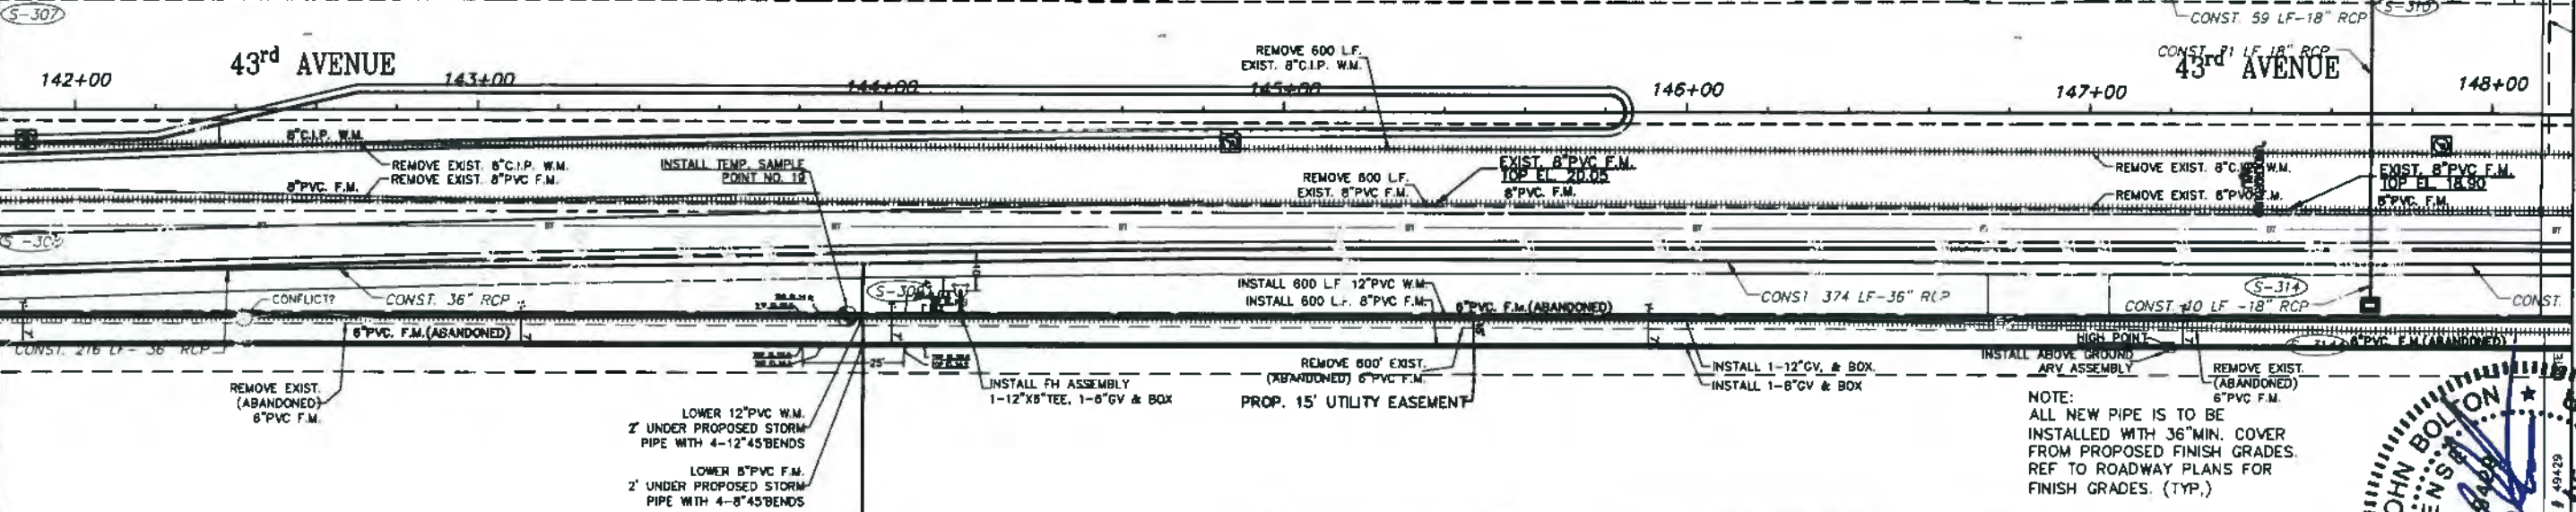 S-307
CONST. 59 LF-18" RCP
S-310
43rd AVENUE
REMOVE 600 L.F.
EXIST. 8"C.I.P. W.M.
CONST. 71 LF 18" RCP
43rd AVENUE
142+00
143+00
144+00
145+00
146+00
147+00
148+00
8"C.I.P. W.M.
REMOVE EXIST. 8"C.I.P. W.M.
REMOVE EXIST. 8"PVC F.M.
8"PVC. F.M.
INSTALL TEMP. SAMPLE
POINT NO. 19
REMOVE 600 L.F.
EXIST. 8"PVC F.M.
EXIST. 8"PVC F.M.
TOP EL. 20.05
8"PVC. F.M.
REMOVE EXIST. 8"C.I.P. W.M.
REMOVE EXIST. 8"PVC F.M.
EXIST. 8"PVC F.M.
TOP EL. 18.90
8"PVC. F.M.
BT
BT
BT
BT
BT
BT
BT
CONFLICT?
CONST. 36" RCP
CONST. 216 LF- 36" RCP
6"PVC. F.M.(ABANDONED)
REMOVE EXIST.
(ABANDONED)
6"PVC F.M.
25'
INSTALL FH ASSEMBLY
1-12"X6"TEE, 1-6"GV & BOX
LOWER 12"PVC W.M.
2' UNDER PROPOSED STORM
PIPE WITH 4-12"45°BENDS
LOWER 8"PVC F.M.
2' UNDER PROPOSED STORM
PIPE WITH 4-8"45°BENDS
INSTALL 600 L.F. 12"PVC W.M.
INSTALL 600 L.F. 8"PVC F.M.
6"PVC. F.M.(ABANDONED)
REMOVE 600' EXIST.
(ABANDONED) 6"PVC F.M.
PROP. 15' UTILITY EASEMENT
CONST 374 LF-36" RCP
INSTALL 1-12"GV, & BOX.
INSTALL 1-8"GV & BOX
S-314
CONST.
HIGH POINT
INSTALL ABOVE GROUND
ARV ASSEMBLY
6"PVC. F.M.(ABANDONED)
REMOVE EXIST.
(ABANDONED)
6"PVC F.M.
NOTE:
ALL NEW PIPE IS TO BE
INSTALLED WITH 36"MIN. COVER
FROM PROPOSED FINISH GRADES.
REF TO ROADWAY PLANS FOR
FINISH GRADES. (TYP.)
49429